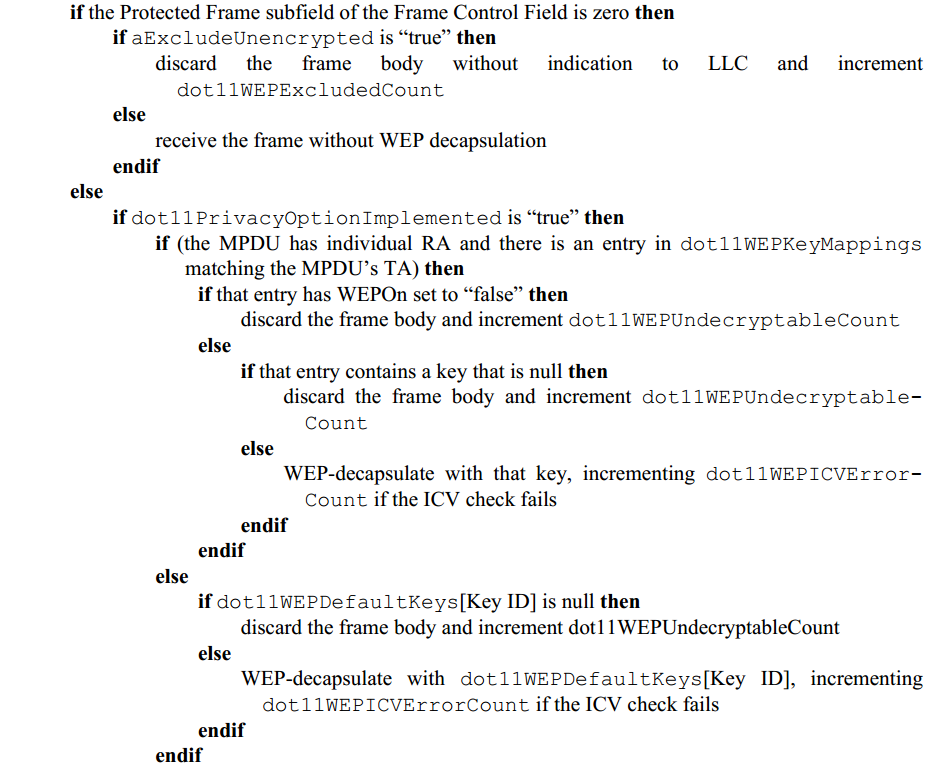 if the Protected Frame subfield of the Frame Control Field is zero then
if aExcludeUnencrypted is “true” then
discard the frame body without indication to LLC and increment
dot11WEPExcludedCount
else
receive the frame without WEP decapsulation
endif
else
if dot11PrivacyOptionImplemented is “true” then
if (the MPDU has individual RA and there is an entry in dot11WEPKeyMappings
matching the MPDU’s TA) then
if that entry has WEPOn set to “false” then
discard the frame body and increment dot11WEPUndecryptableCount
else
if that entry contains a key that is null then
discard the frame body and increment dot11WEPUndecryptable-
Count
else
WEP-decapsulate with that key, incrementing dot11WEPICVError-
Count if the ICV check fails
endif
endif
else
if dot11WEPDefaultKeys[Key ID] is null then
discard the frame body and increment dot11WEPUndecryptableCount
else
WEP-decapsulate with dot11WEPDefaultKeys[Key ID], incrementing
dot11WEPICVErrorCount if the ICV check fails
endif
endif